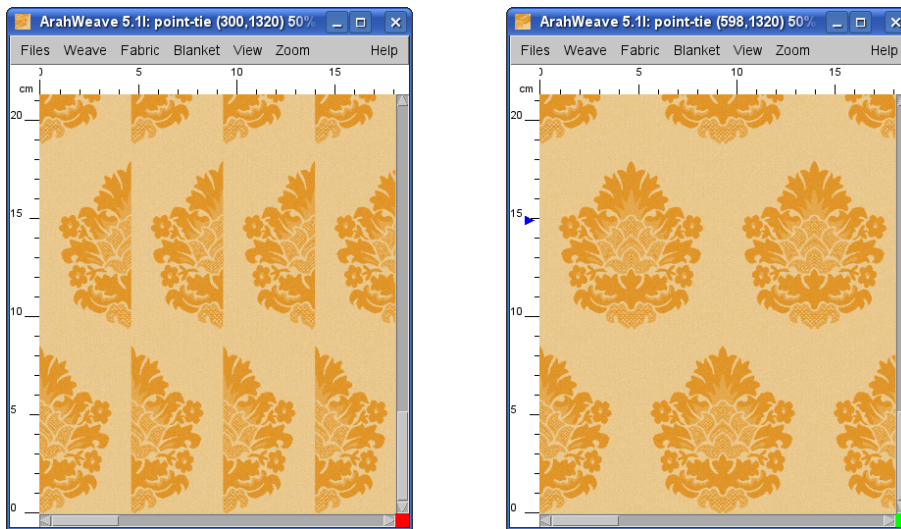 ArahWeave 5.1l: point-tie (300,1320) 50%
Files Weave Fabric Blanket View Zoom Help
5 10 15
cm
20
15
10
5
0
ArahWeave 5.1l: point-tie (598,1320) 50%
Files Weave Fabric Blanket View Zoom Help
5 10 15
cm
20
15
10
5
0